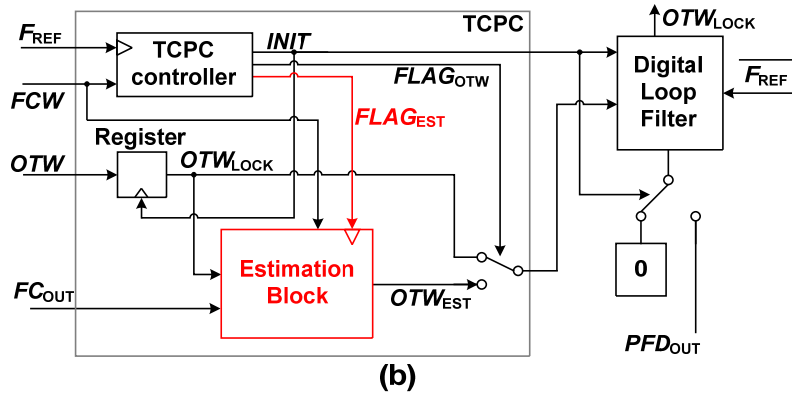 TCPC
OTW_LOCK
F_REF
TCPC
controller
INIT
FLAG_OTW
Digital
Loop
Filter
F_REF
FCW
FLAG_EST
Register
OTW
OTW_LOCK
Estimation
Block
OTW_EST
0
FC_OUT
PFD_OUT
(b)